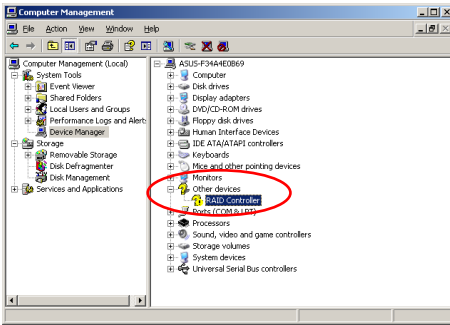 Computer Management
File Action View Window Help
Computer Management (Local)
System Tools
Event Viewer
Shared Folders
Local Users and Groups
Performance Logs and Alert
Device Manager
Storage
Removable Storage
Disk Defragmenter
Disk Management
Services and Applications
ASUS-F34A4E0B69
Computer
Disk drives
Display adapters
DVD/CD-ROM drives
Floppy disk drives
Human Interface Devices
IDE ATA/ATAPI controllers
Keyboards
Mice and other pointing devices
Monitors
Other devices
RAID Controller
Ports (COM & LPT)
Processors
Sound, video and game controllers
Storage volumes
System devices
Universal Serial Bus controllers